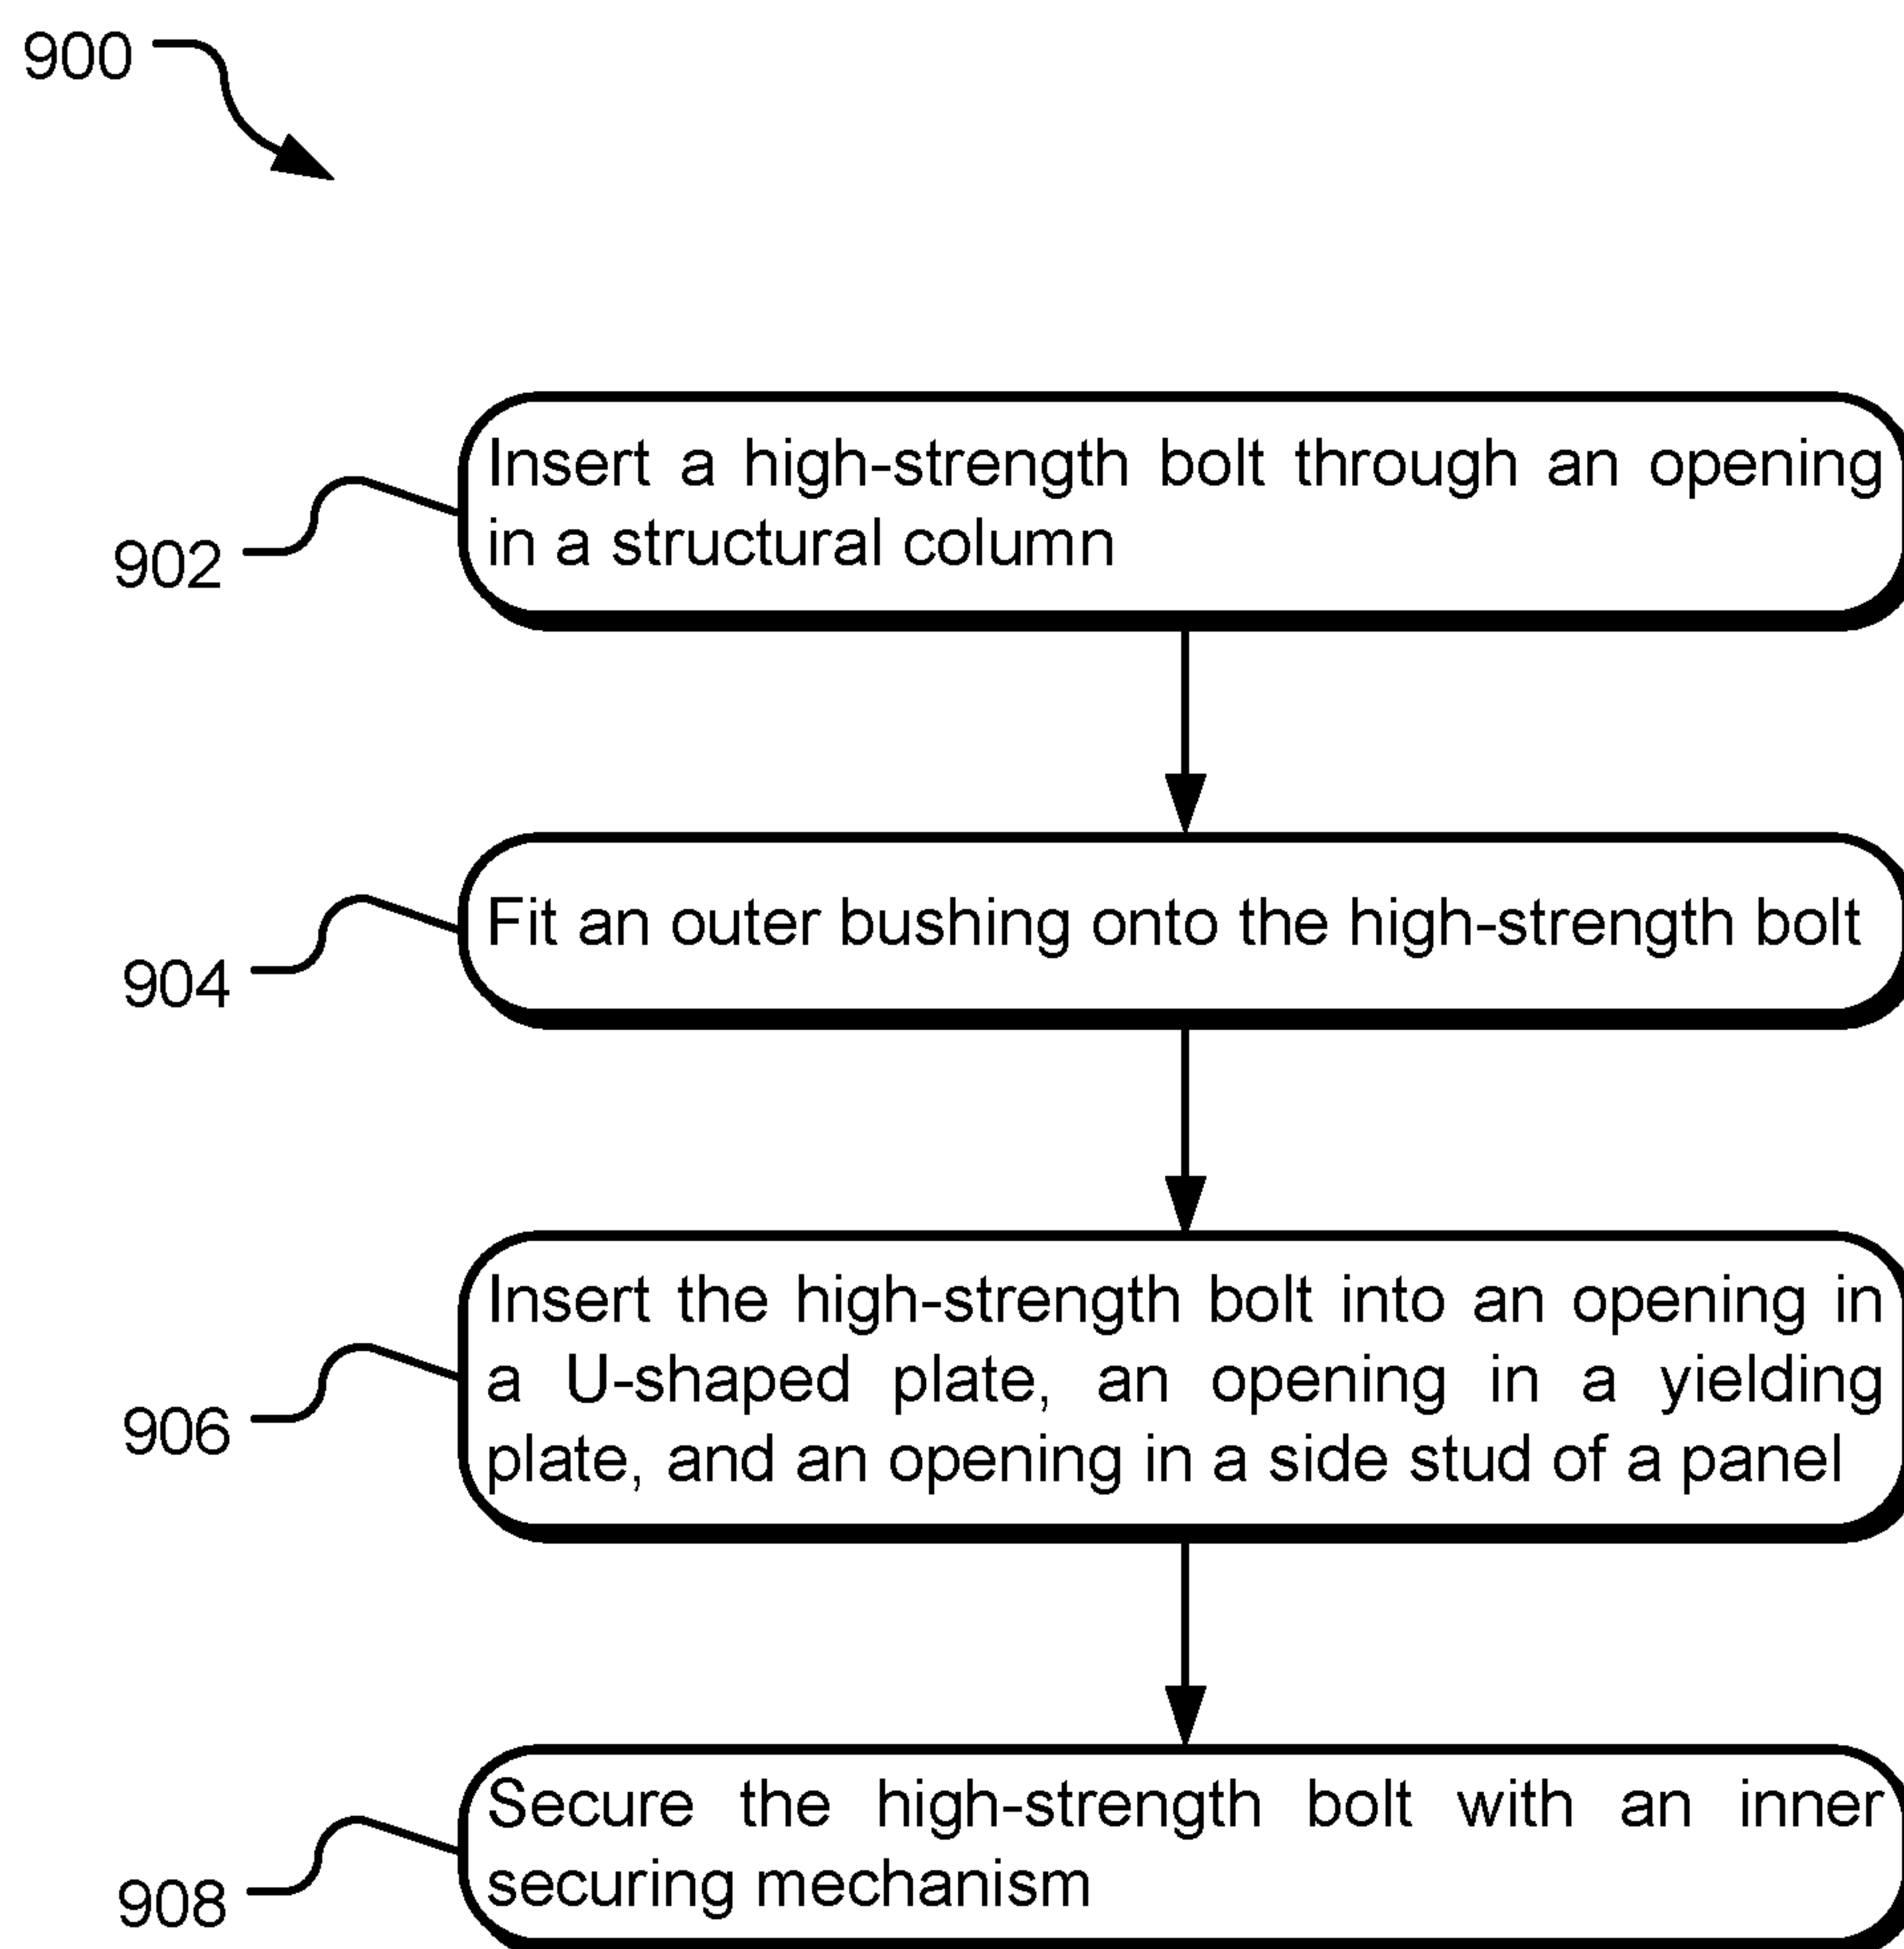 900
Insert a high-strength bolt through an opening
in a structural column
902
Fit an outer bushing onto the high-strength bolt
904
Insert the high-strength bolt into an opening in
a U-shaped plate, an opening in a yielding
plate, and an opening in a side stud of a panel
906
Secure the high-strength bolt with an inner
securing mechanism
908